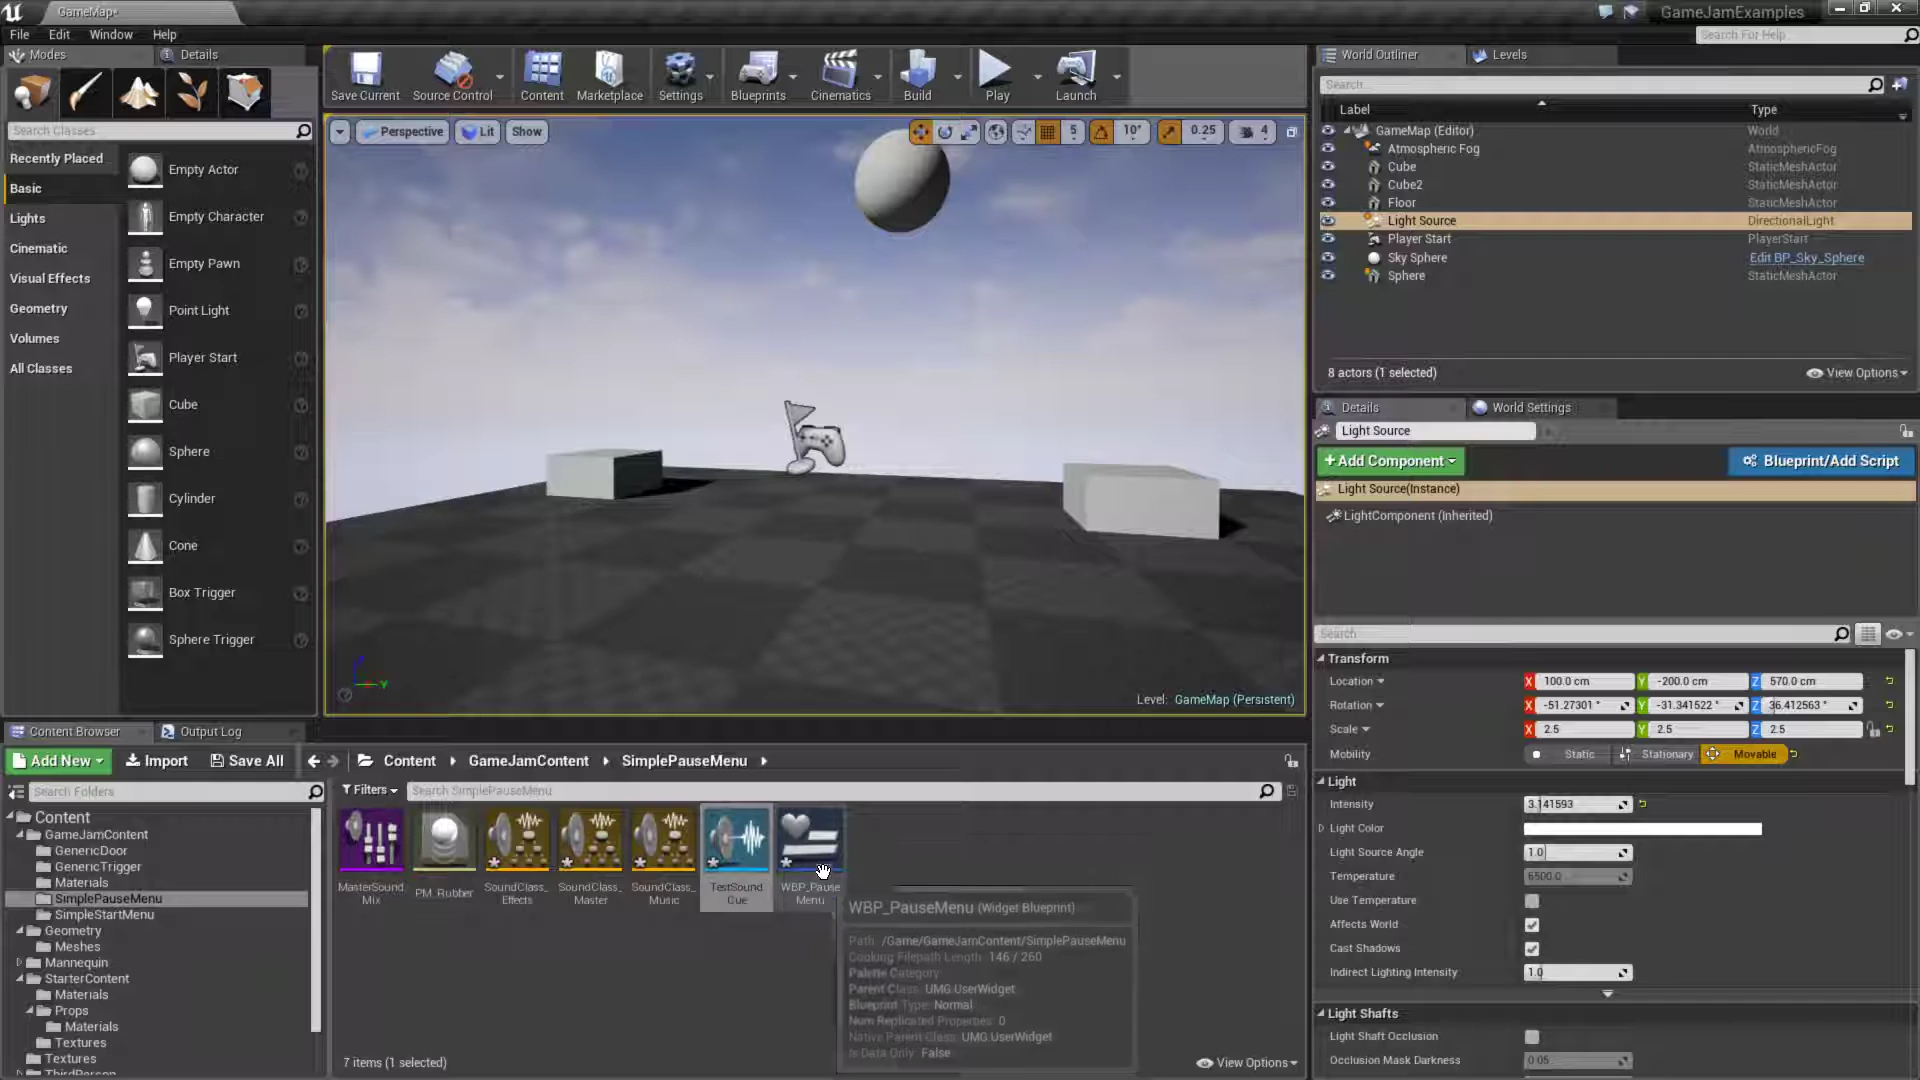 GameMap*
GameJamExamples
File Edit Window Help
Search For Help
Modes
Details
Search Classes
Recently Placed
Basic
Lights
Cinematic
Visual Effects
Geometry
Volumes
All Classes
Empty Actor
Empty Character
Empty Pawn
Point Light
Player Start
Cube
Sphere
Cylinder
Cone
Box Trigger
Sphere Trigger
Save Current
Source Control
Content
Marketplace
Settings
Blueprints
Cinematics
Build
Play
Launch
Perspective
Lit
Show
5
10°
0.25
4
Level: GameMap (Persistent)
World Outliner
Levels
Search...
Label Type
GameMap (Editor) World
Atmospheric Fog AtmosphericFog
Cube StaticMeshActor
Cube2 StaticMeshActor
Floor StaticMeshActor
Light Source DirectionalLight
Player Start PlayerStart
Sky Sphere Edit BP_Sky_Sphere
Sphere StaticMeshActor
8 actors (1 selected)
View Options
Details
World Settings
Light Source
+Add Component
Blueprint/Add Script
Light Source(Instance)
LightComponent (Inherited)
Search
Transform
Location X 100.0 cm Y -200.0 cm Z 570.0 cm
Rotation X -51.27301 ° Y -31.341522 ° Z 36.412563 °
Scale X 2.5 Y 2.5 Z 2.5
Mobility Static Stationary Movable
Light
Intensity 3.141593
Light Color
Light Source Angle 1.0
Temperature 6500.0
Use Temperature
Affects World
Cast Shadows
Indirect Lighting Intensity 1.0
Light Shafts
Light Shaft Occlusion
Occlusion Mask Darkness 0.05
Content Browser
Output Log
Add New
Import
Save All
Content
GameJamContent
SimplePauseMenu
Search Folders
Filters
Search SimplePauseMenu
Content
GameJamContent
GenericDoor
GenericTrigger
Materials
SimplePauseMenu
SimpleStartMenu
Geometry
Meshes
Mannequin
StarterContent
Materials
Props
Materials
Textures
Textures
ThirdPerson
MasterSound
Mix
PM_Rubber
SoundClass_
Effects
SoundClass_
Master
SoundClass_
Music
TestSound
Cue
WBP_Pause
Menu
WBP_PauseMenu (Widget Blueprint)
Path: /Game/GameJamContent/SimplePauseMenu
Cooking Filepath Length: 146 / 260
Palette Category:
Parent Class: UMG.UserWidget
Blueprint Type: Normal
Num Replicated Properties: 0
Native Parent Class: UMG.UserWidget
Is Data Only: False
7 items (1 selected)
View Options